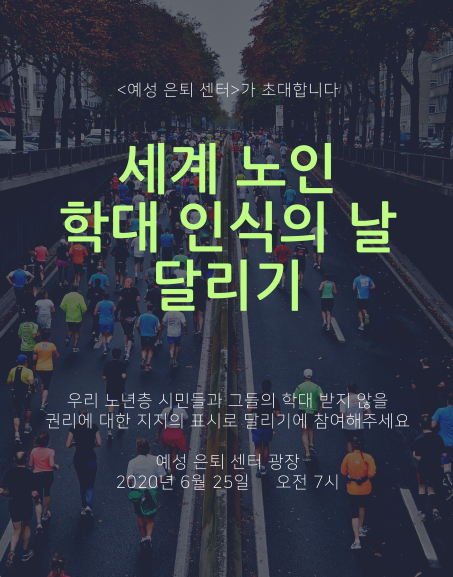 <예성 은퇴 센터>가 초대합니다
세계 노인
학대 인식의 날
달리기
우리 노년층 시민들과 그들의 학대 받지 않을
권리에 대한 지지의 표시로 달리기에 참여해주세요
예성 은퇴 센터 광장
2020년 6월 25일 오전 7시